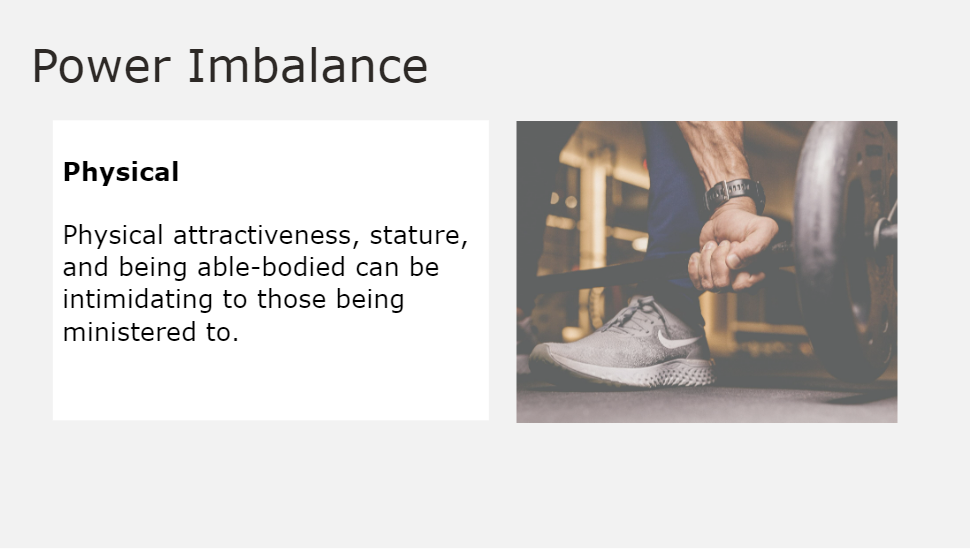 Power Imbalance
Physical
Physical attractiveness, stature,
and being able-bodied can be
intimidating to those being
ministered to.